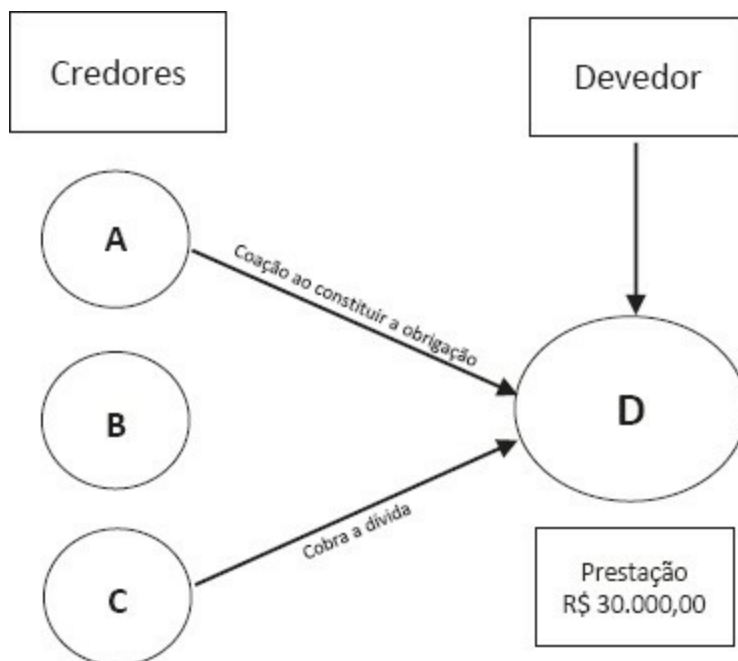 Credores
Devedor
A
Coação ao constituir a obrigação
B
D
Cobra a dívida
C
Prestação
R$ 30.000,00